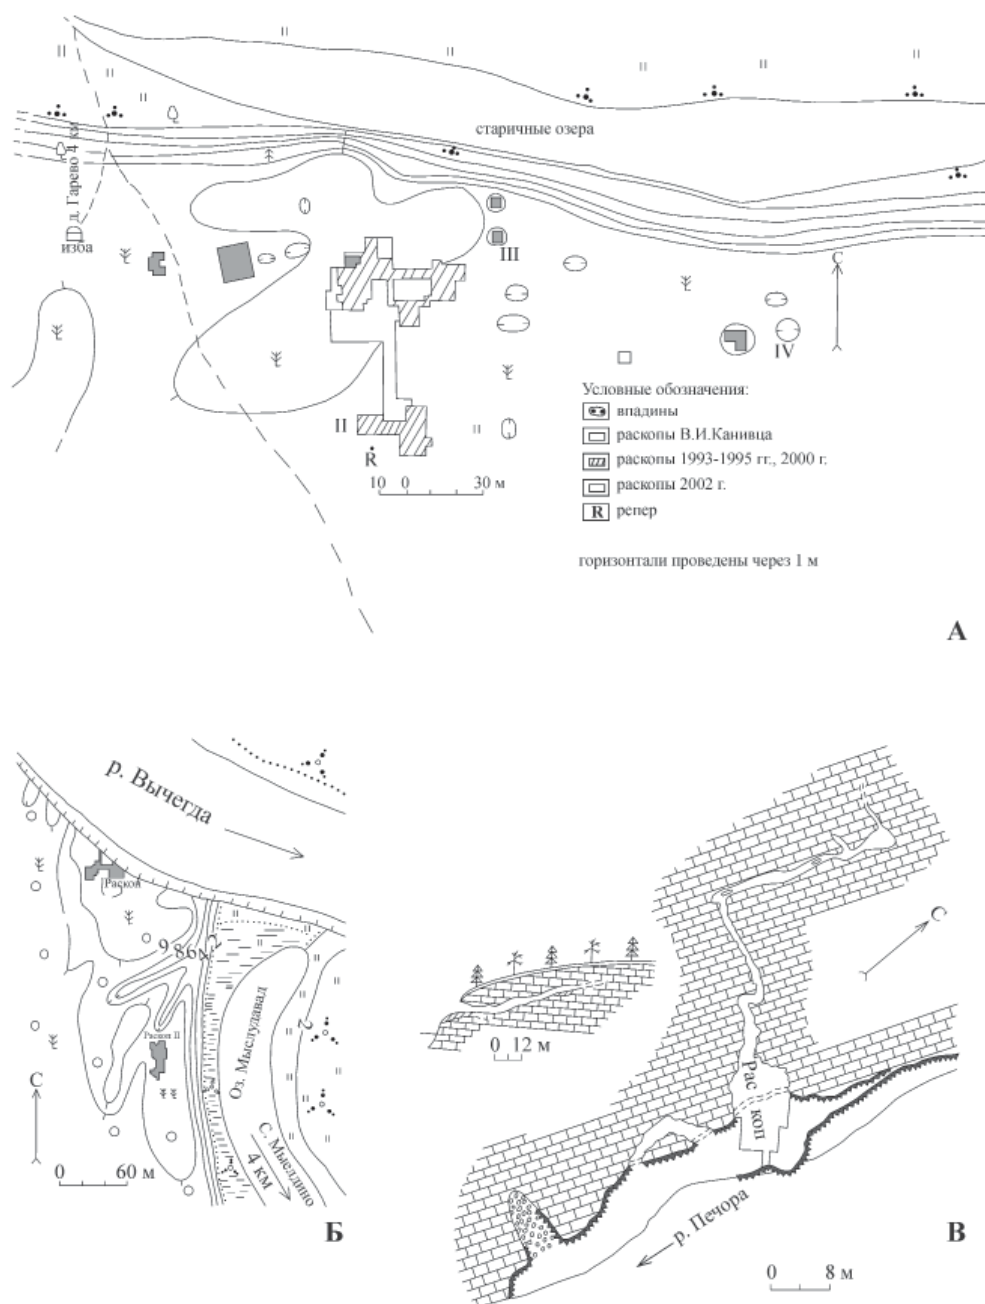 старичные озера
д. Гарево 4 км
изба
III
С
IV
II
R
10 0 30 м
Условные обозначения:
впадины
раскопы В.И.Канивца
раскопы 1993-1995 гг., 2000 г.
раскопы 2002 г.
R репер
горизонтали проведены через 1 м
А
р. Вычегда
Раскоп
Раскоп II
Оз. Мыслулавад
2
С. Мыелдино
4 км
С
0 60 м
Б
С
0 12 м
Рас
коп
р. Печора
0 8 м
В